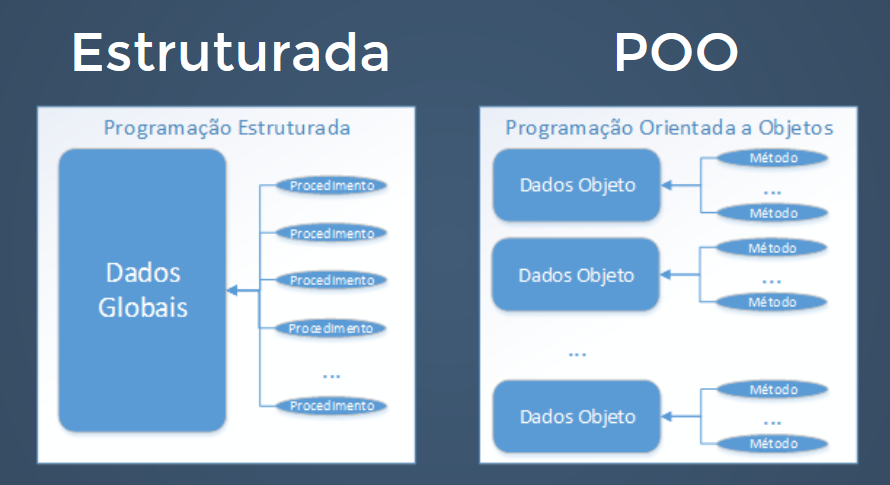 Estruturada
POO
Programação Estruturada
Dados
Globais
Procedimento
Procedimento
Procedimento
Procedimento
...
Procedimento
Programação Orientada a Objetos
Dados Objeto
Método
...
Método
Dados Objeto
Método
...
Método
...
Dados Objeto
Método
...
Método